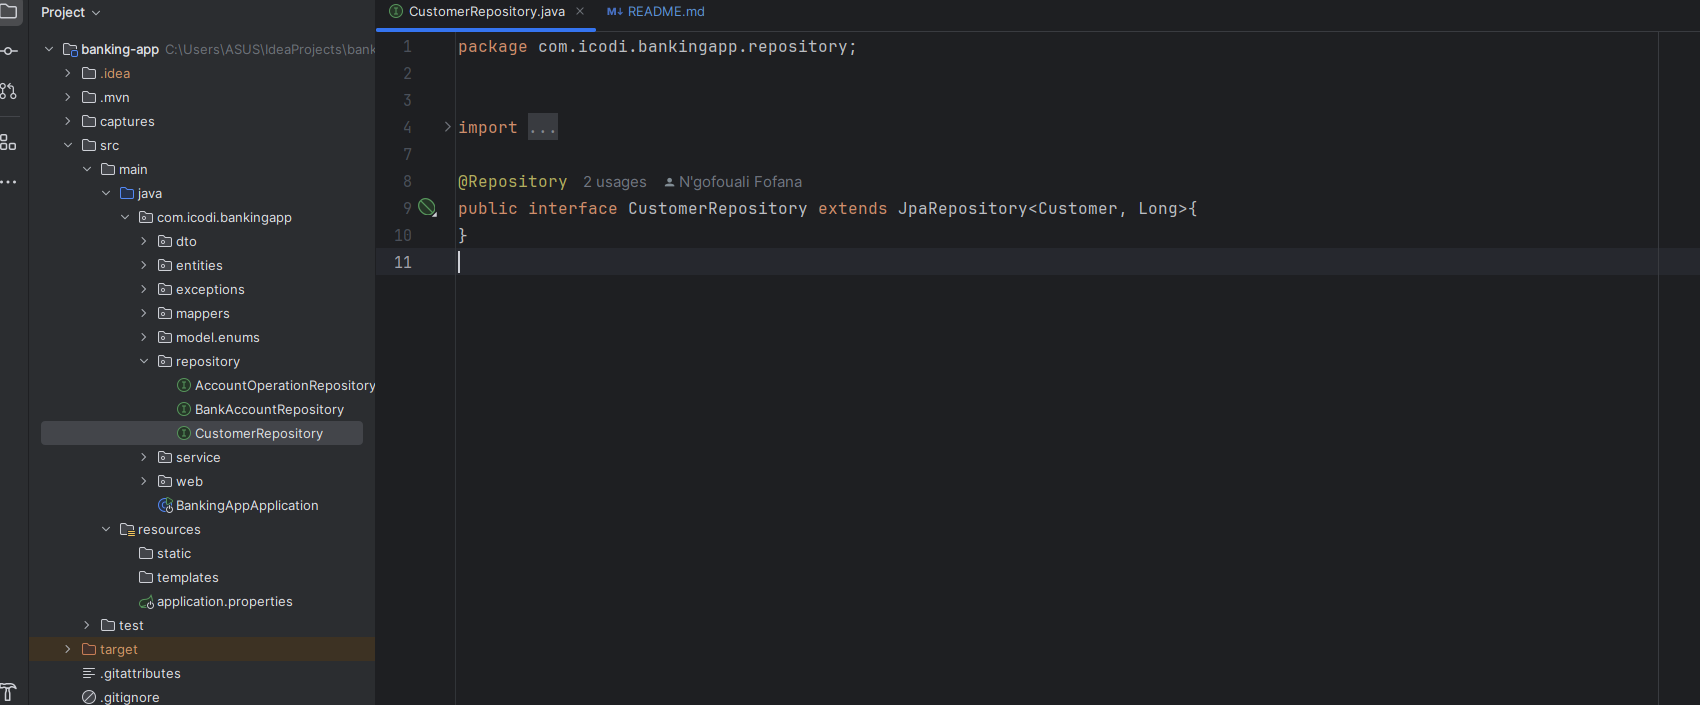 Project
CustomerRepository.java
README.md
banking-app C:\Users\ASUS\IdeaProjects\bank
.idea
.mvn
captures
src
main
java
com.icodi.bankingapp
dto
entities
exceptions
mappers
model.enums
repository
AccountOperationRepository
BankAccountRepository
CustomerRepository
service
web
BankingAppApplication
resources
static
templates
application.properties
test
target
.gitattributes
.gitignore
1 package com.icodi.bankingapp.repository;
2
3
4 import ...
7
8 @Repository 2 usages N'gofouali Fofana
9 public interface CustomerRepository extends JpaRepository<Customer, Long>{
10 }
11